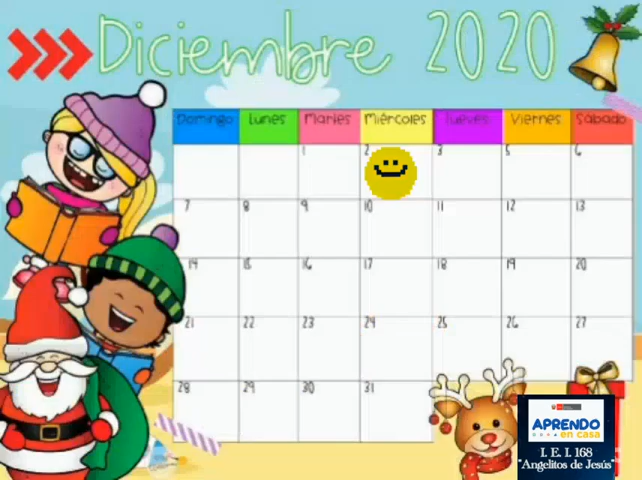 Diciembre 2020
Domingo Lunes Martes Miércoles Jueves Viernes Sábado
1 2 3 5 6
7 8 9 10 11 12 13
14 15 16 17 18 19 20
21 22 23 24 25 26 27
28 29 30 31
APRENDO
en casa
I. E. I. 168
"Angelitos de Jesús"